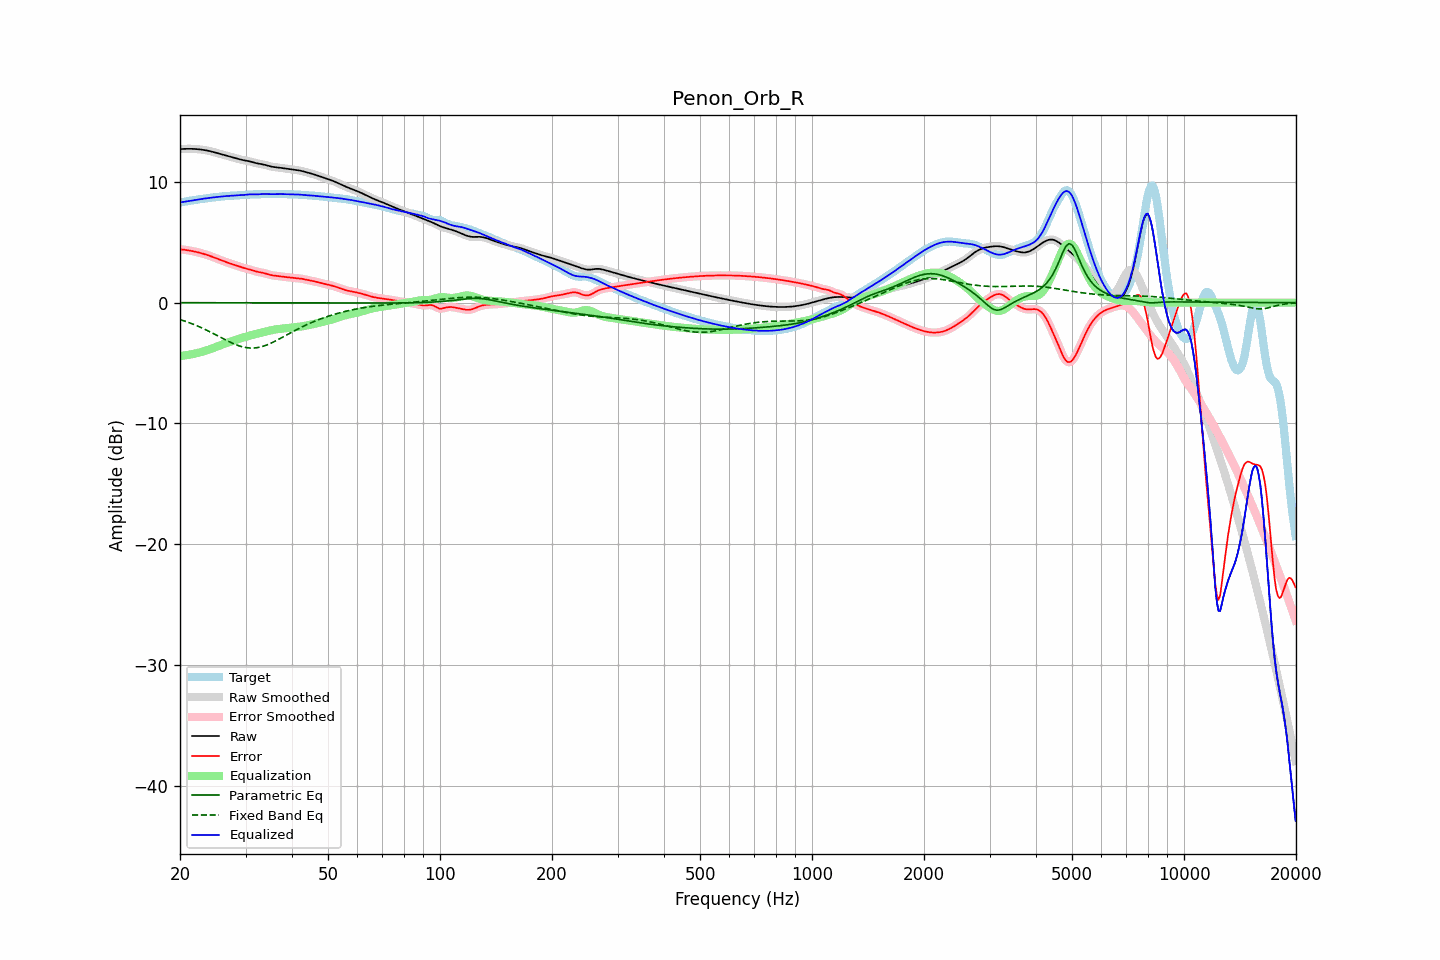 Penon_Orb_R
10
0
−10
−20
−30
−40
Amplitude (dBr)
Target
Raw Smoothed
Error Smoothed
Raw
Error
Equalization
Parametric Eq
Fixed Band Eq
Equalized
20 50 100 200 500 1000 2000 5000 10000 20000
Frequency (Hz)